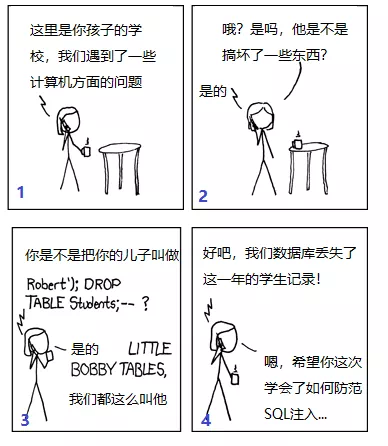 这里是你孩子的学
校，我们遇到了一些
计算机方面的问题
1
哦？是吗，他是不是
搞坏了一些东西？
是的
2
你是不是把你的儿子叫做
Robert'); DROP
TABLE Students;-- ?
是的 LITTLE
BOBBY TABLES,
我们都这么叫他
3
好吧，我们数据库丢失了
这一年的学生记录！
嗯，希望你这次
学会了如何防范
SQL注入...
4